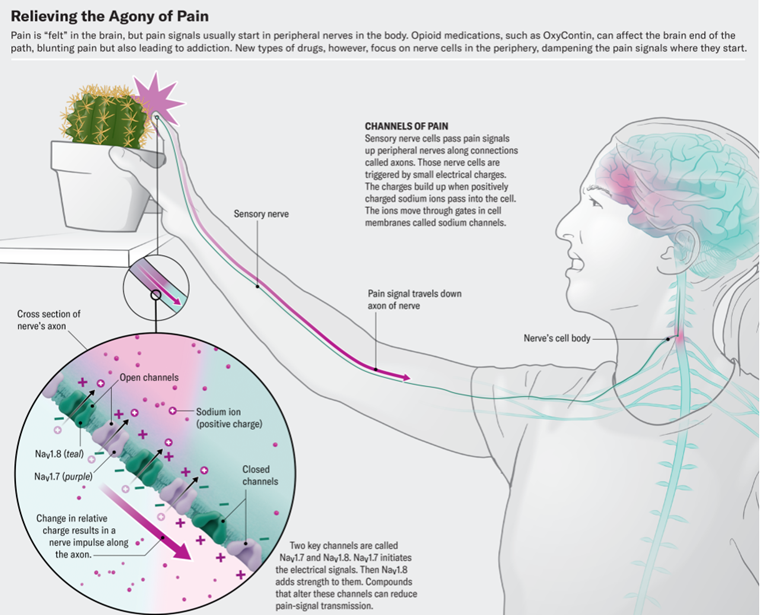 Relieving the Agony of Pain
Pain is “felt” in the brain, but pain signals usually start in peripheral nerves in the body. Opioid medications, such as OxyContin, can affect the brain end of the
path, blunting pain but also leading to addiction. New types of drugs, however, focus on nerve cells in the periphery, dampening the pain signals where they start.
CHANNELS OF PAIN
Sensory nerve cells pass pain signals
up peripheral nerves along connections
called axons. Those nerve cells are
triggered by small electrical charges.
The charges build up when positively
charged sodium ions pass into the cell.
The ions move through gates in cell
membranes called sodium channels.
Sensory nerve
Pain signal travels down
axon of nerve
Nerve’s cell body
Cross section of
nerve’s axon
Open channels
Sodium ion
(positive charge)
Nav1.8 (teal)
Nav1.7 (purple)
Closed
channels
Change in relative
charge results in a
nerve impulse along
the axon.
Two key channels are called
Nav1.7 and Nav1.8. Nav1.7 initiates
the electrical signals. Then Nav1.8
adds strength to them. Compounds
that alter these channels can reduce
pain-signal transmission.